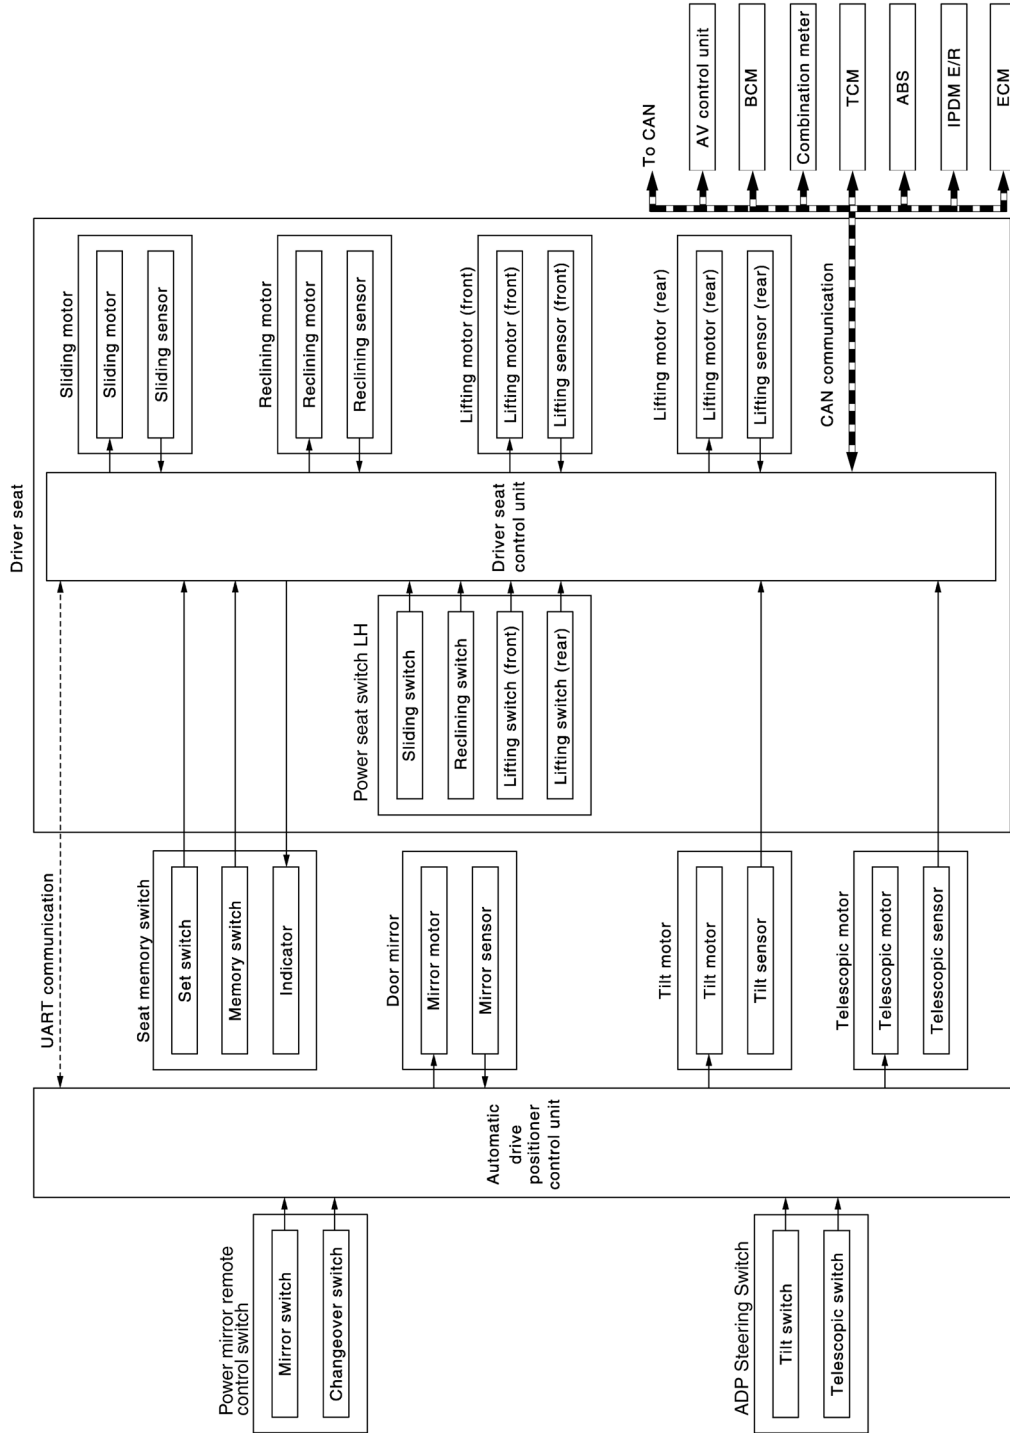 Driver seat
UART communication
Power mirror remote
control switch
Mirror switch
Changeover switch
ADP Steering Switch
Tilt switch
Telescopic switch
Automatic
drive
positioner
control unit
Seat memory switch
Set switch
Memory switch
Indicator
Door mirror
Mirror motor
Mirror sensor
Tilt motor
Tilt motor
Tilt sensor
Telescopic motor
Telescopic motor
Telescopic sensor
Power seat switch LH
Sliding switch
Reclining switch
Lifting switch (front)
Lifting switch (rear)
Driver seat
control unit
Sliding motor
Sliding motor
Sliding sensor
Reclining motor
Reclining motor
Reclining sensor
Lifting motor (front)
Lifting motor (front)
Lifting sensor (front)
Lifting motor (rear)
Lifting motor (rear)
Lifting sensor (rear)
CAN communication
To CAN
AV control unit
BCM
Combination meter
TCM
ABS
IPDM E/R
ECM